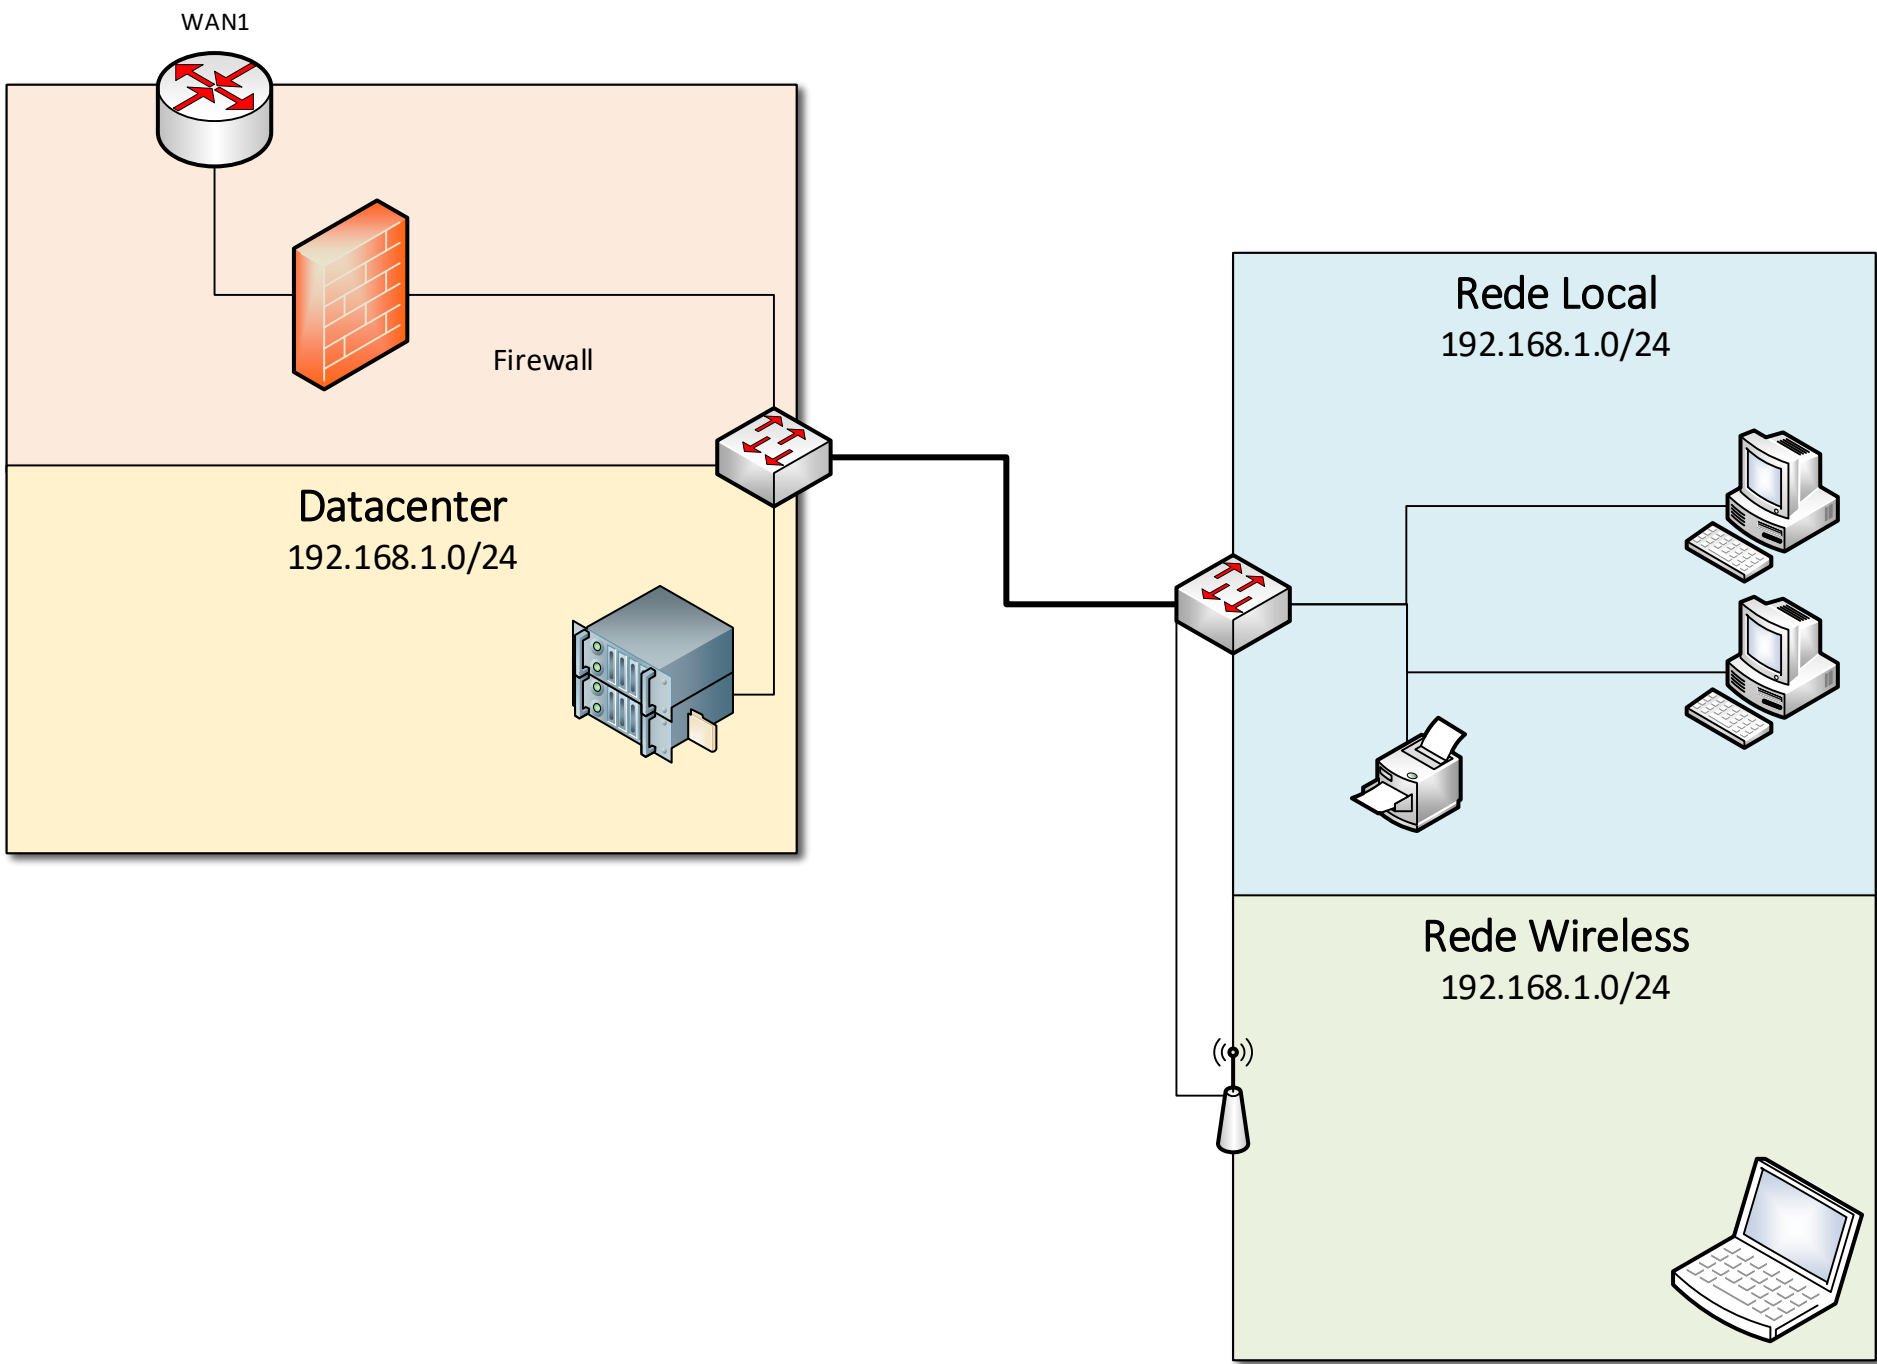 WAN1
Firewall
Datacenter
192.168.1.0/24
Rede Local
192.168.1.0/24
Rede Wireless
192.168.1.0/24